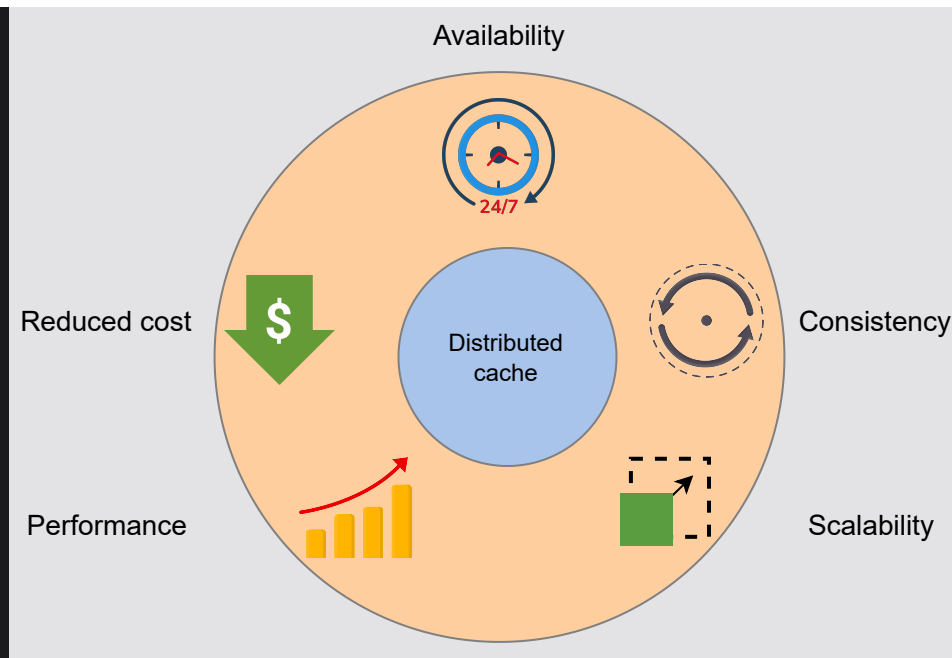 Availability
24/7
Reduced cost
$
Consistency
Distributed
cache
Performance
Scalability